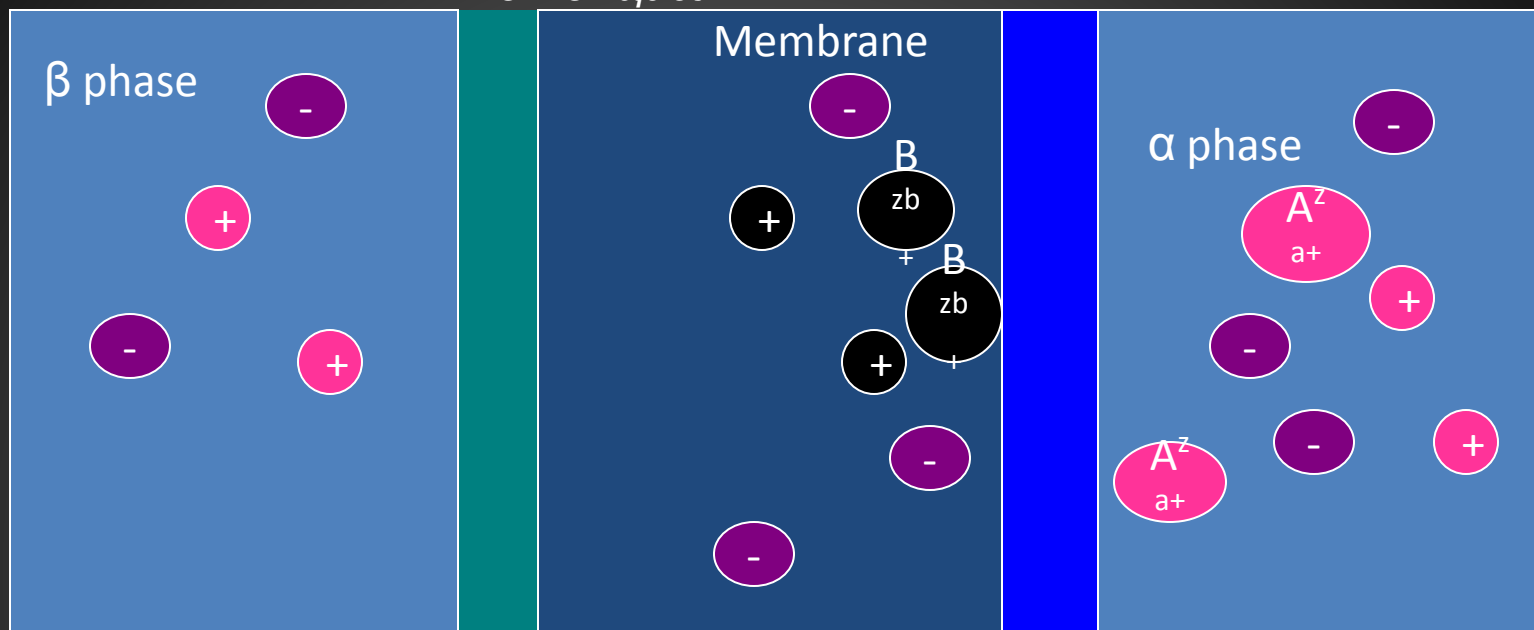 Membrane
β phase
-
-
-
B
α phase
zb
A^z
+
+
+
B
a+
zb
+
-
+
+
+
-
-
-
+
A^z
a+
-